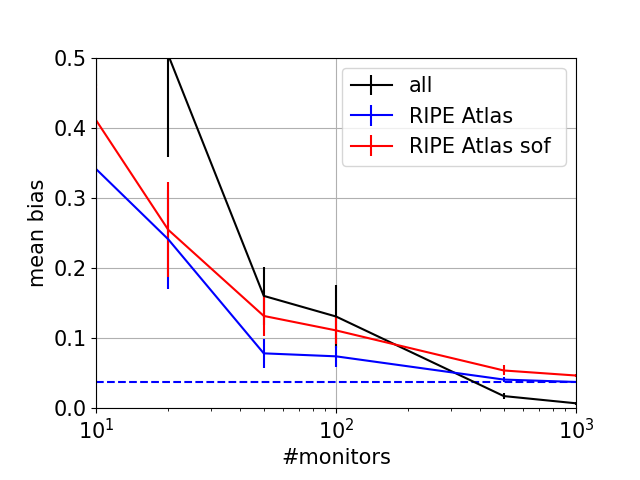 0.5
0.4
0.3
0.2
0.1
0.0
mean bias
10^1
10^2
10^3
#monitors
all
RIPE Atlas
RIPE Atlas sof